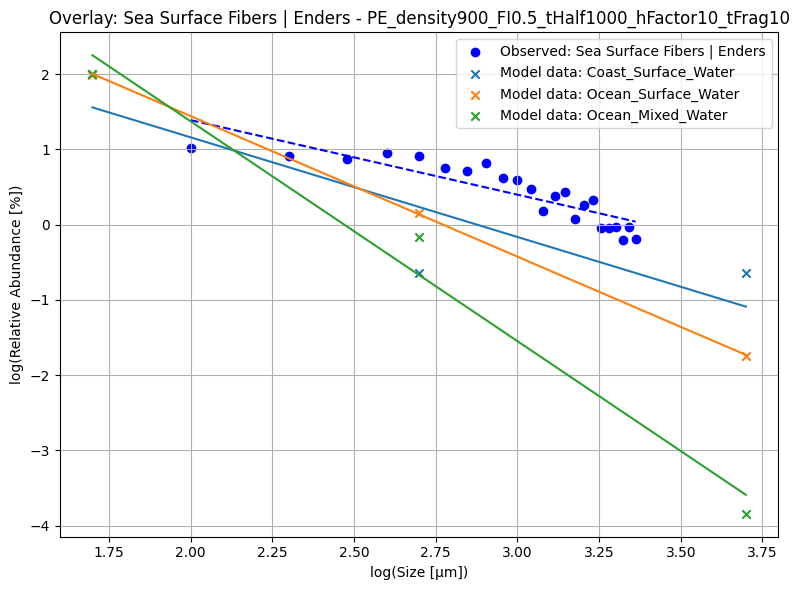 Overlay: Sea Surface Fibers | Enders - PE_density900_FI0.5_tHalf1000_hFactor10_tFrag10
Observed: Sea Surface Fibers | Enders
Model data: Coast_Surface_Water
Model data: Ocean_Surface_Water
Model data: Ocean_Mixed_Water
log(Relative Abundance [%])
2
1
0
−1
−2
−3
−4
1.75 2.00 2.25 2.50 2.75 3.00 3.25 3.50 3.75
log(Size [µm])